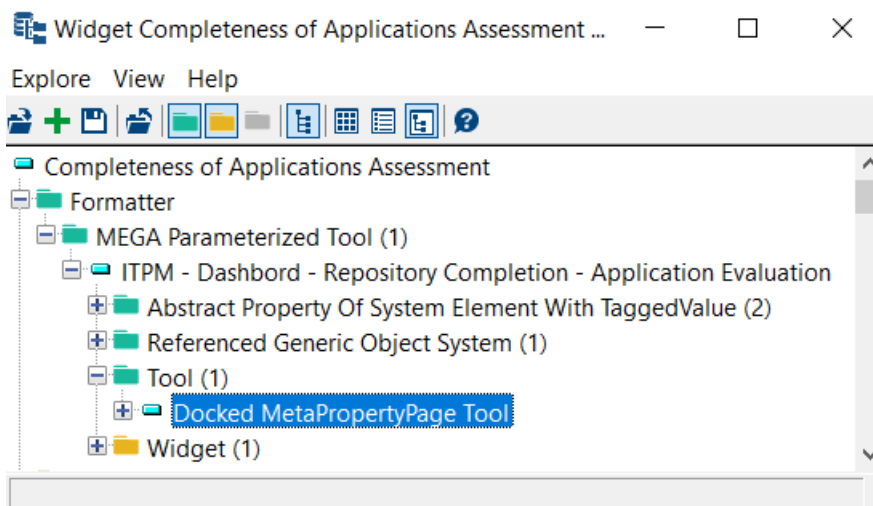 Widget Completeness of Applications Assessment ...
Explore View Help
Completeness of Applications Assessment
Formatter
MEGA Parameterized Tool (1)
ITPM - Dashbord - Repository Completion - Application Evaluation
Abstract Property Of System Element With TaggedValue (2)
Referenced Generic Object System (1)
Tool (1)
Docked MetaPropertyPage Tool
Widget (1)